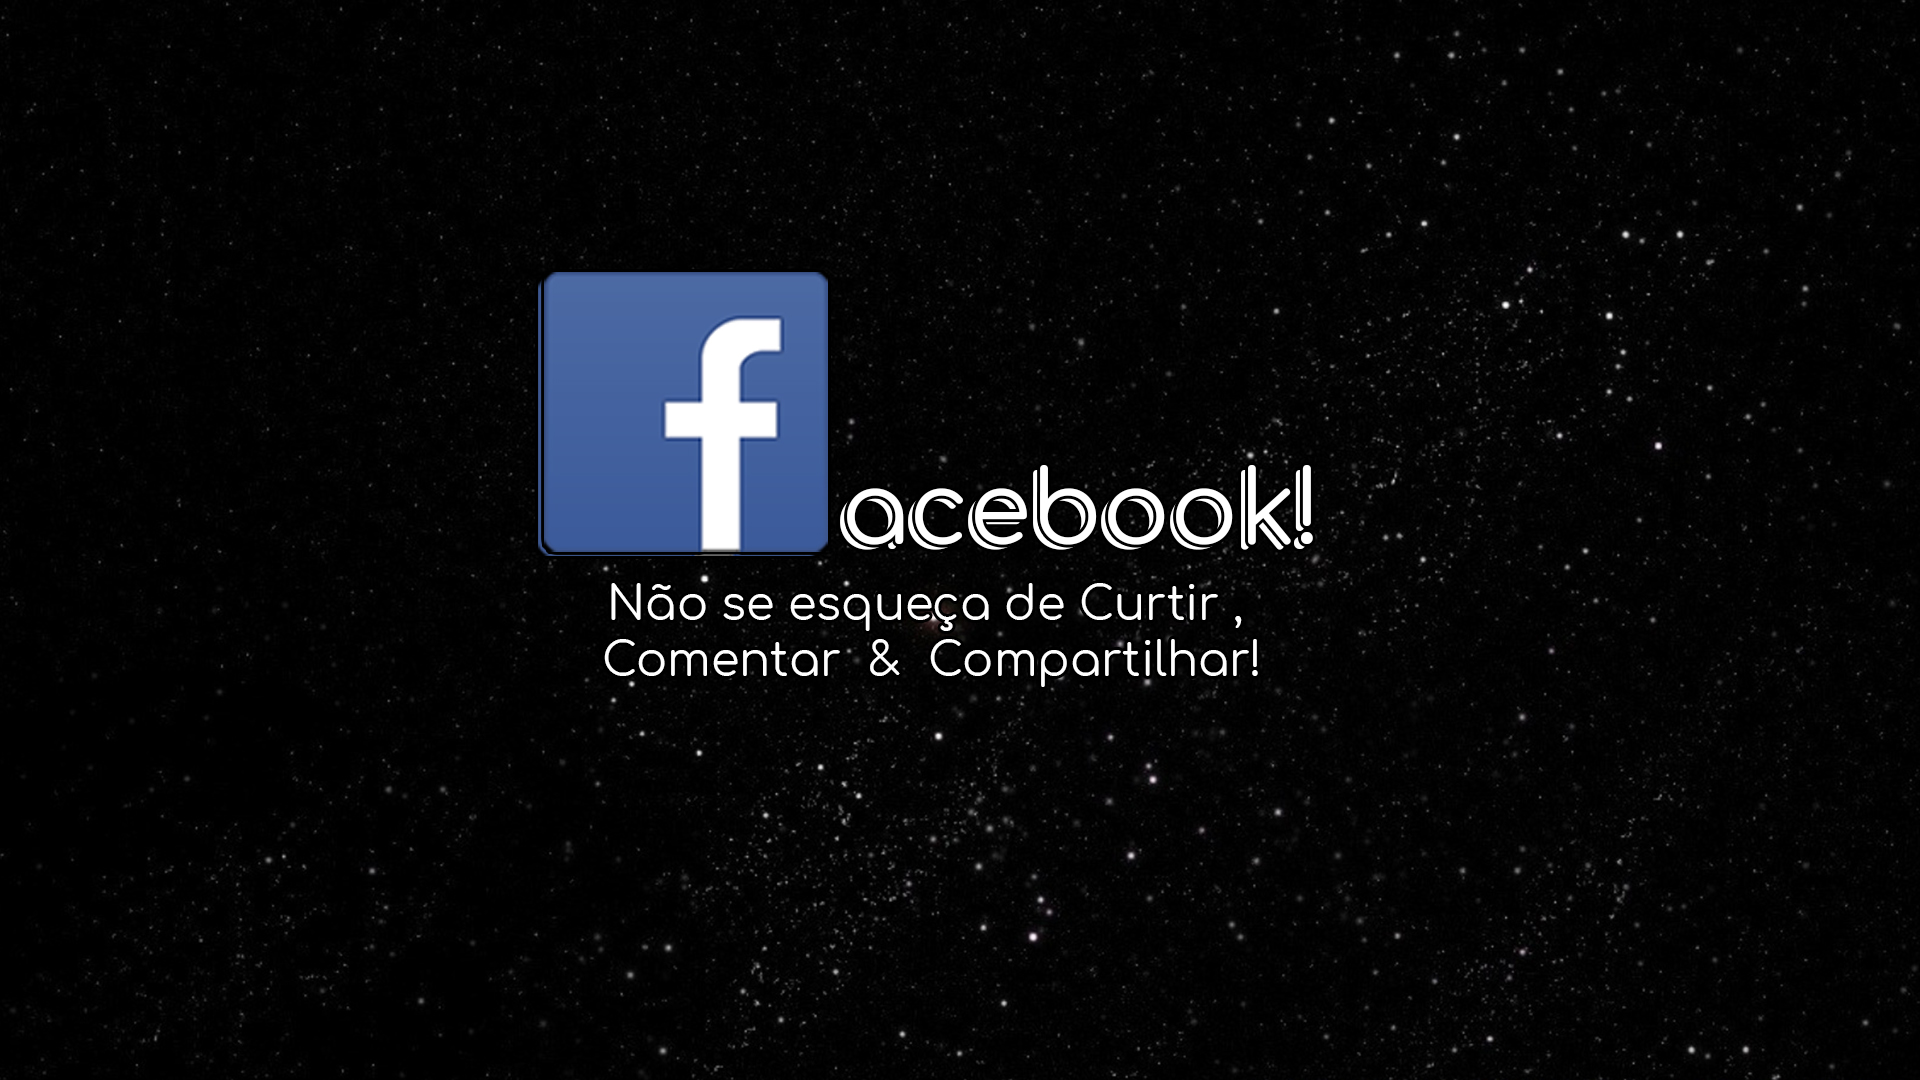 facebook!
Não se esqueça de Curtir ,
Comentar & Compartilhar!